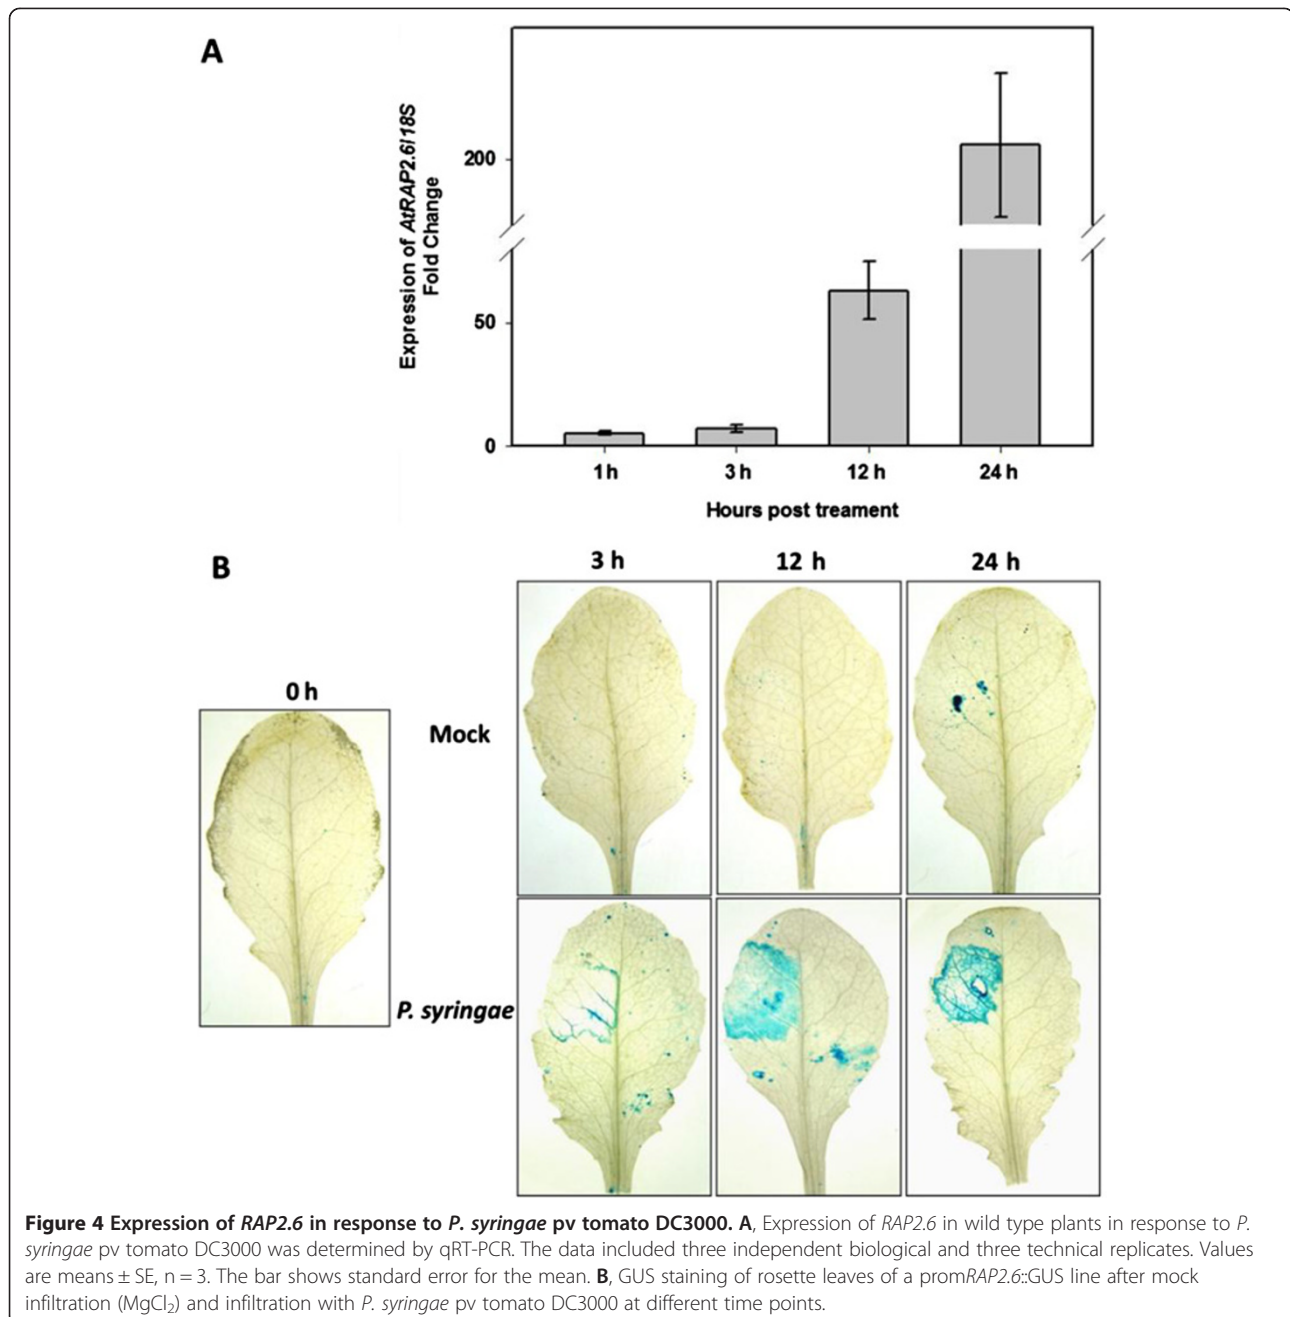 A
Expression of AtRAP2.6/18S
Fold Change
200
50
0
1 h
3 h
12 h
24 h
Hours post treament
B
3 h
12 h
24 h
0 h
Mock
P. syringae
Figure 4 Expression of RAP2.6 in response to P. syringae pv tomato DC3000. A, Expression of RAP2.6 in wild type plants in response to P.
syringae pv tomato DC3000 was determined by qRT-PCR. The data included three independent biological and three technical replicates. Values
are means ± SE, n = 3. The bar shows standard error for the mean. B, GUS staining of rosette leaves of a promRAP2.6::GUS line after mock
infiltration (MgCl₂) and infiltration with P. syringae pv tomato DC3000 at different time points.